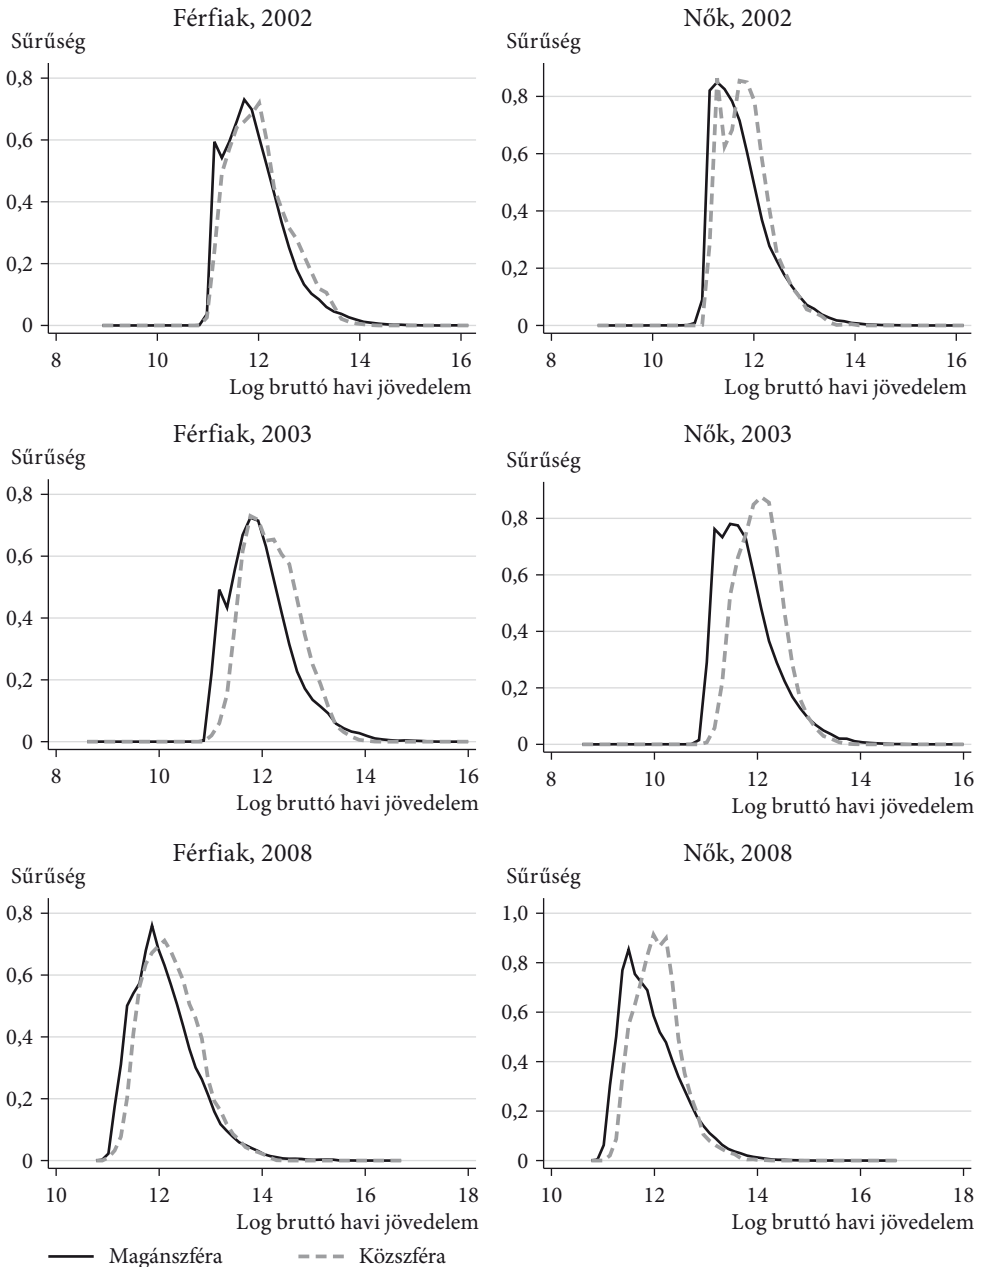 Férfiak, 2002
Sűrűség
0,8
0,6
0,4
0,2
0
8 10 12 14 16
Log bruttó havi jövedelem
Nők, 2002
Sűrűség
0,8
0,6
0,4
0,2
0
8 10 12 14 16
Log bruttó havi jövedelem
Férfiak, 2003
Sűrűség
0,8
0,6
0,4
0,2
0
8 10 12 14 16
Log bruttó havi jövedelem
Nők, 2003
Sűrűség
0,8
0,6
0,4
0,2
0
8 10 12 14 16
Log bruttó havi jövedelem
Férfiak, 2008
Sűrűség
0,8
0,6
0,4
0,2
0
10 12 14 16 18
Log bruttó havi jövedelem
Nők, 2008
Sűrűség
1,0
0,8
0,6
0,4
0,2
0
10 12 14 16 18
Log bruttó havi jövedelem
Magánszféra Közszféra